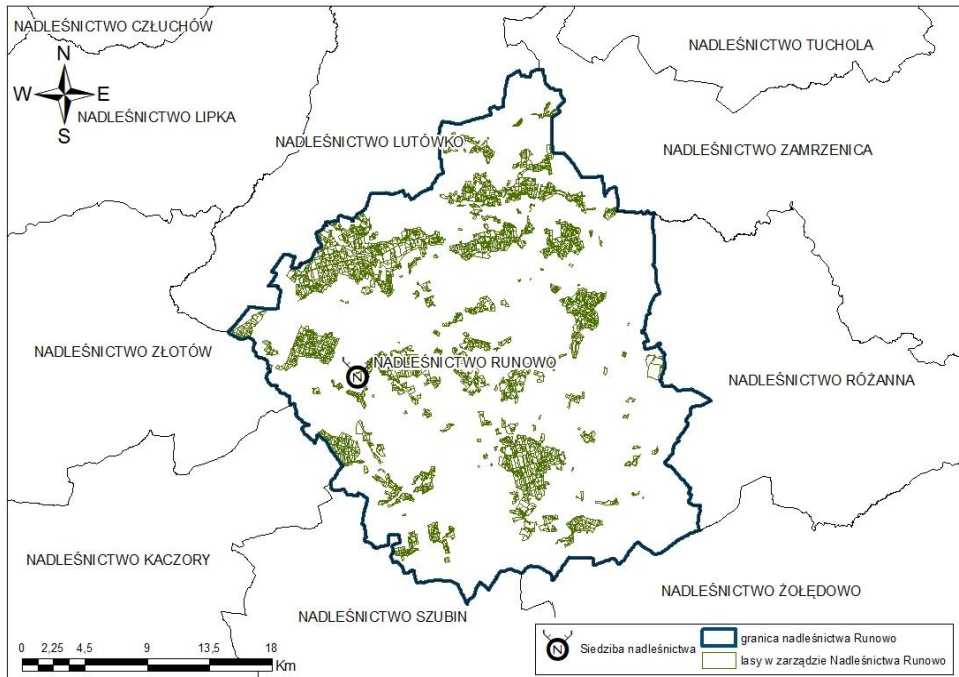 NADLEŚNICTWO CZŁUCHÓW
NADLEŚNICTWO TUCHOLA
N
W
E
S
NADLEŚNICTWO LIPKA
NADLEŚNICTWO LUTÓWKO
NADLEŚNICTWO ZAMRZENICA
NADLEŚNICTWO ZŁOTÓW
NADLEŚNICTWO RUNOWO
N
NADLEŚNICTWO RÓŻANNA
NADLEŚNICTWO KACZORY
NADLEŚNICTWO SZUBIN
NADLEŚNICTWO ŻOŁĘDOWO
0 2,25 4,5 9 13,5 18
Km
N
Siedziba nadleśnictwa
granica nadleśnictwa Runowo
lasy w zarządzie Nadleśnictwa Runowo